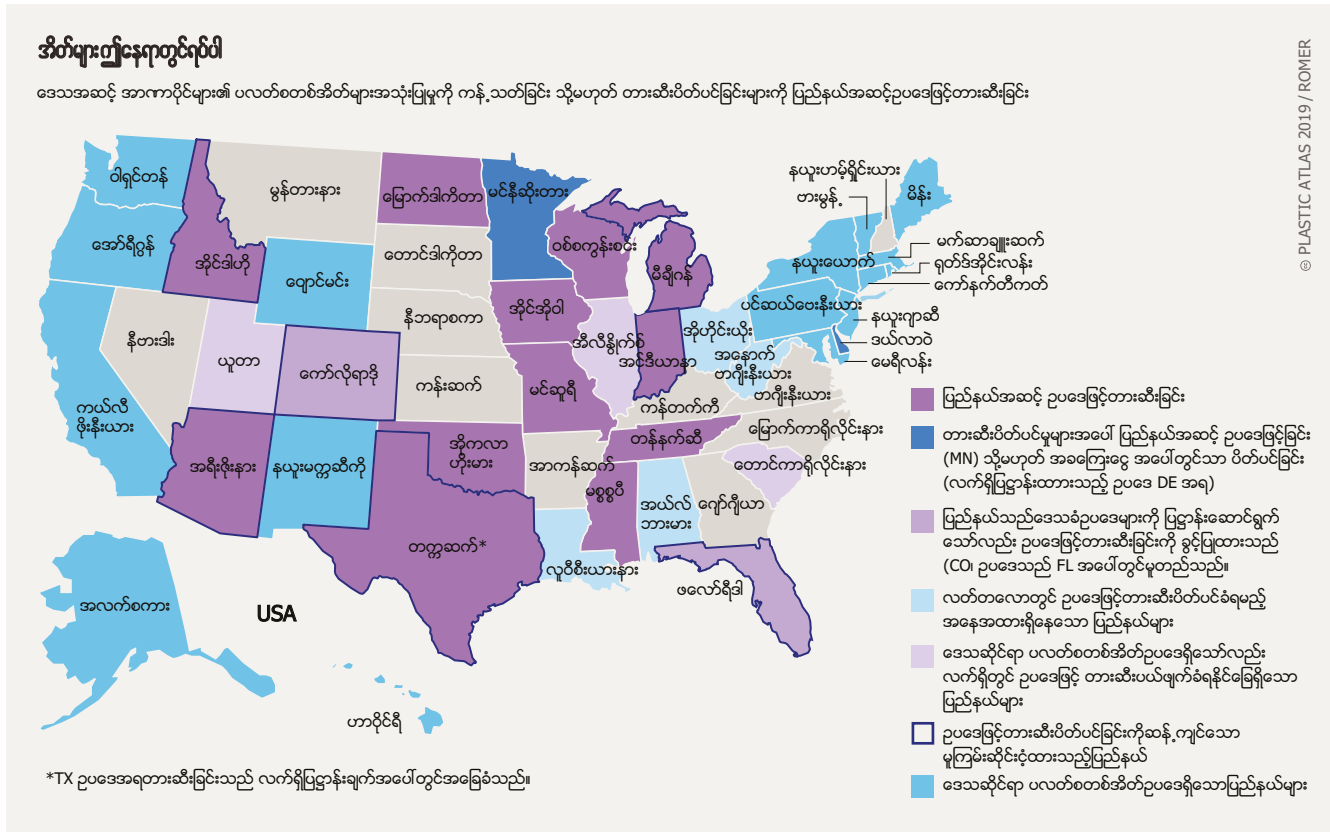 အိတ်များဤနေရာတွင်ရပ်ပါ
ဒေသအဆင့် အာဏာပိုင်များ၏ ပလတ်စတစ်အိတ်များအသုံးပြုမှုကို ကန့်သတ်ခြင်း သို့မဟုတ် တားဆီးပိတ်ပင်ခြင်းများကို ပြည်နယ်အဆင့်ဥပဒေဖြင့်တားဆီးခြင်း
© PLASTIC ATLAS 2019 / ROMER
ဝါရှင်တန်
မွန်တားနား
မြောက်ဒါကိတာ
မင်နီဆိုးတား
နယူးဟမ့်ရှိုင်းယား
ဗားမွန့်
မိန်း
အော်ရီဂွန်
အိုင်ဒါဟို
ဝျောင်မင်း
တောင်ဒါကိုတာ
ဝစ်စကွန်းစင်း
မီချီဂန်
နယူးယောက်
မက်ဆာချူးဆက်
ရုတ်ဒ်အိုင်းလန်း
ကော်နက်တီကတ်
နီဗားဒါး
ယူတာ
ကော်လိုရာဒို
နီဘရာစကာ
အိုင်အိုဝါ
အီလီနွိုက်စ်
အင်ဒီယာနာ
အိုဟိုင်းယိုး
ပင်ဆယ်ဗေးနီးယား
နယူးဂျာဆီ
ဒယ်လာဝဲ
မေရီလန်း
အနောက်
ဗာဂျီးနီးယား
ဗာဂျီးနီးယား
ကယ်လီ
ဖိုးနီးယား
ကန်းဆက်
မင်ဆူရီ
ကန်တက်ကီ
မြောက်ကာရိုလိုင်းနား
အရီးဖိုးနား
နယူးမက္ကဆီကို
အိုကလာ
ဟိုးမား
အာကန်ဆက်
တန်နက်ဆီ
တောင်ကာရိုလိုင်းနား
မစ္စစ္စပီ
အယ်လ်
ဘားမား
ဂျော်ဂျီယာ
တက္ကဆက်*
လူဝီစီးယားနား
ဖလော်ရီဒါ
အလက်စကား
USA
ဟာဝိုင်ရီ
ပြည်နယ်အဆင့် ဥပဒေဖြင့်တားဆီးခြင်း
တားဆီးပိတ်ပင်မှုများအပေါ် ပြည်နယ်အဆင့် ဥပဒေဖြင့်ခြင်း
(MN) သို့မဟုတ် အခကြေးငွေ အပေါ်တွင်သာ ပိတ်ပင်ခြင်း
(လက်ရှိပြဋ္ဌာန်းထားသည့် ဥပဒေ DE အရ)
ပြည်နယ်သည်ဒေသခံဥပဒေများကို ပြဋ္ဌာန်းဆောင်ရွက်
သော်လည်း ဥပဒေဖြင့်တားဆီးခြင်းကို ခွင့်ပြုထားသည်
(CO၊ ဥပဒေသည် FL အပေါ်တွင်မူတည်သည်။
လတ်တလောတွင် ဥပဒေဖြင့်တားဆီးပိတ်ပင်ခံရမည့်
အနေအထားရှိနေသော ပြည်နယ်များ
ဒေသဆိုင်ရာ ပလတ်စတစ်အိတ်ဥပဒေရှိသော်လည်း
လက်ရှိတွင် ဥပဒေဖြင့် တားဆီးပယ်ဖျက်ခံရနိုင်ခြေရှိသော
ပြည်နယ်များ
ဥပဒေဖြင့်တားဆီးပိတ်ပင်ခြင်းကိုဆန့်ကျင်သော
မူကြမ်းဆိုင်းငံ့ထားသည့်ပြည်နယ်
ဒေသဆိုင်ရာ ပလတ်စတစ်အိတ်ဥပဒေရှိသောပြည်နယ်များ
*TX ဥပဒေအရတားဆီးခြင်းသည် လက်ရှိပြဋ္ဌာန်းချက်အပေါ်တွင်အခြေခံသည်။